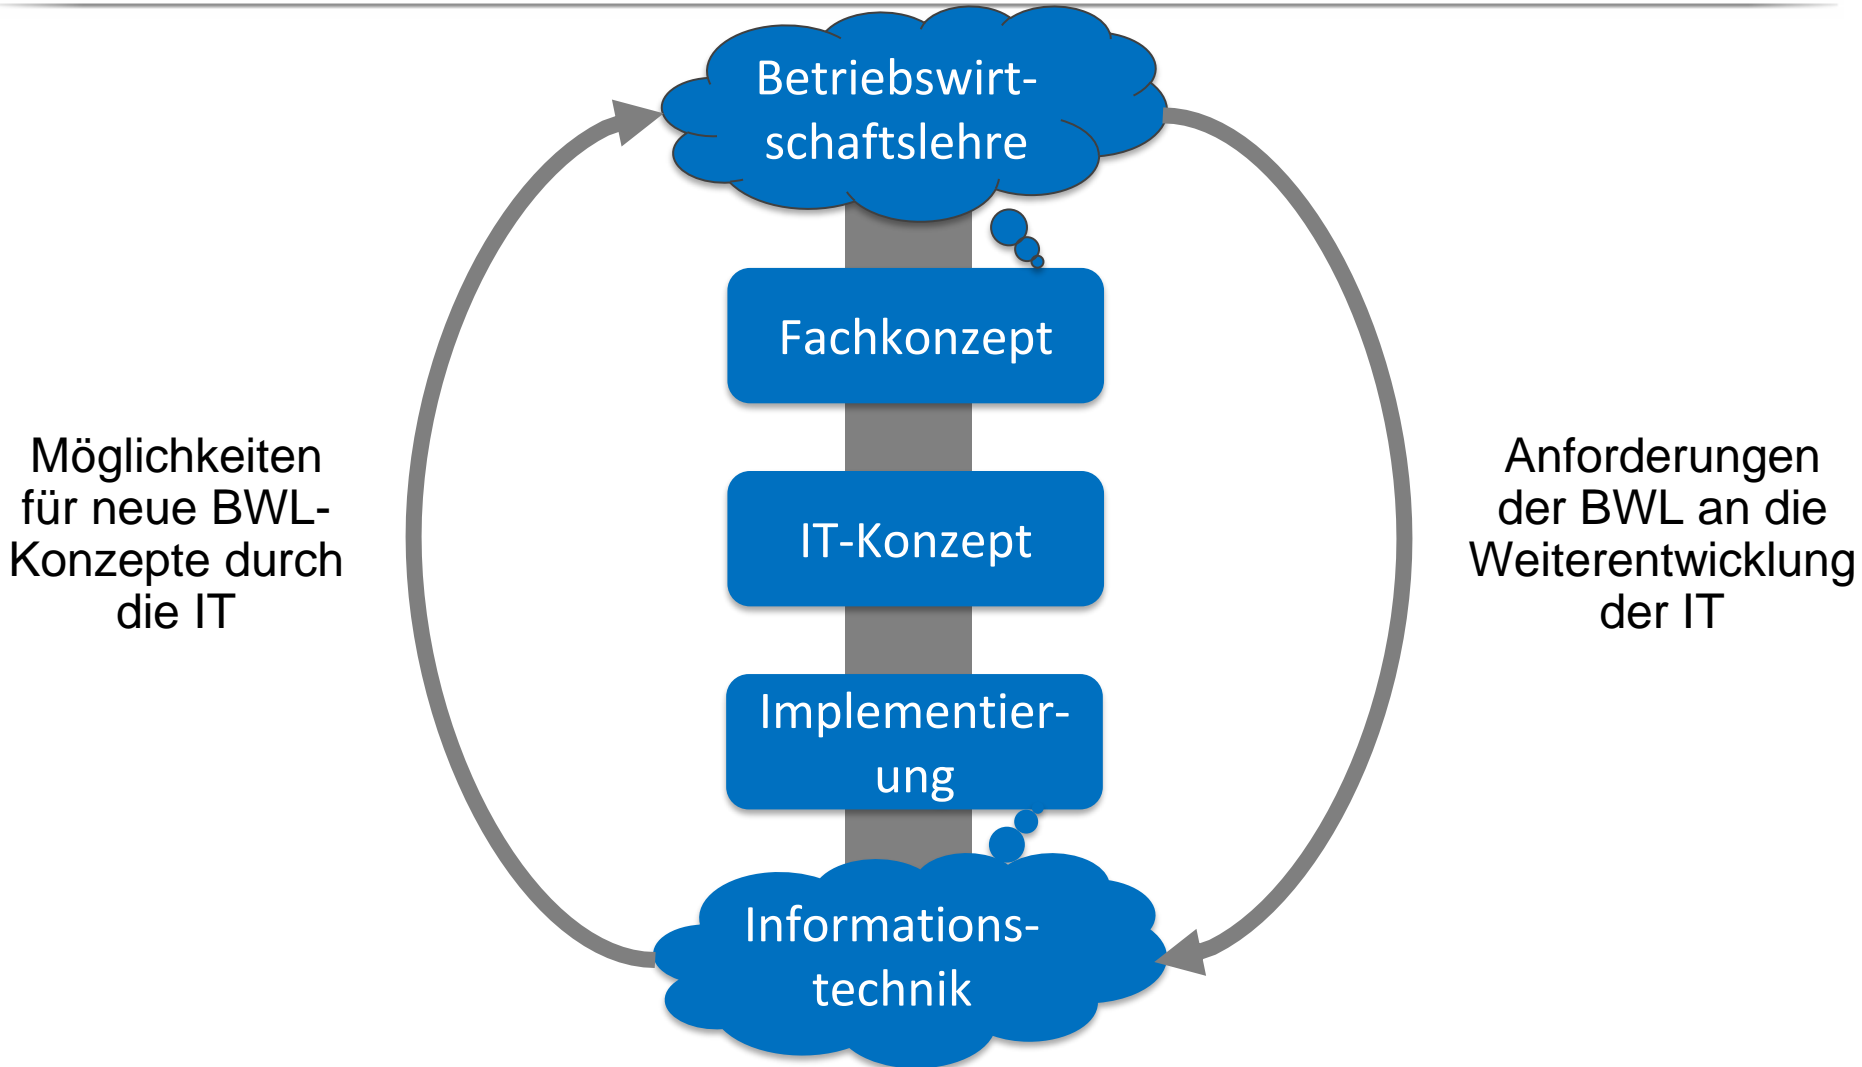 Betriebswirt-
schaftslehre
Fachkonzept
Möglichkeiten
für neue BWL-
Konzepte durch
die IT
IT-Konzept
Anforderungen
der BWL an die
Weiterentwicklung
der IT
Implementier-
ung
Informations-
technik